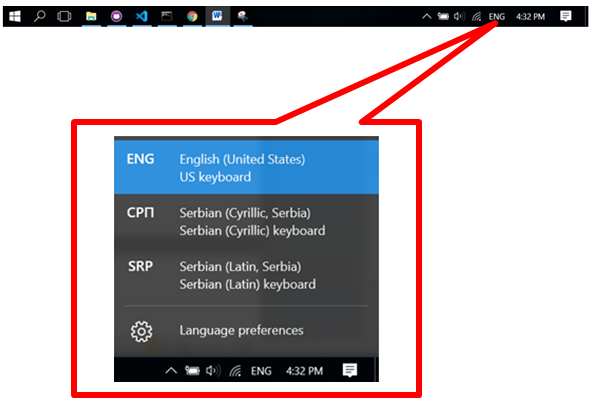 ENG 4:32 PM
ENG English (United States)
US keyboard
СРП Serbian (Cyrillic, Serbia)
Serbian (Cyrillic) keyboard
SRP Serbian (Latin, Serbia)
Serbian (Latin) keyboard
Language preferences
ENG 4:32 PM